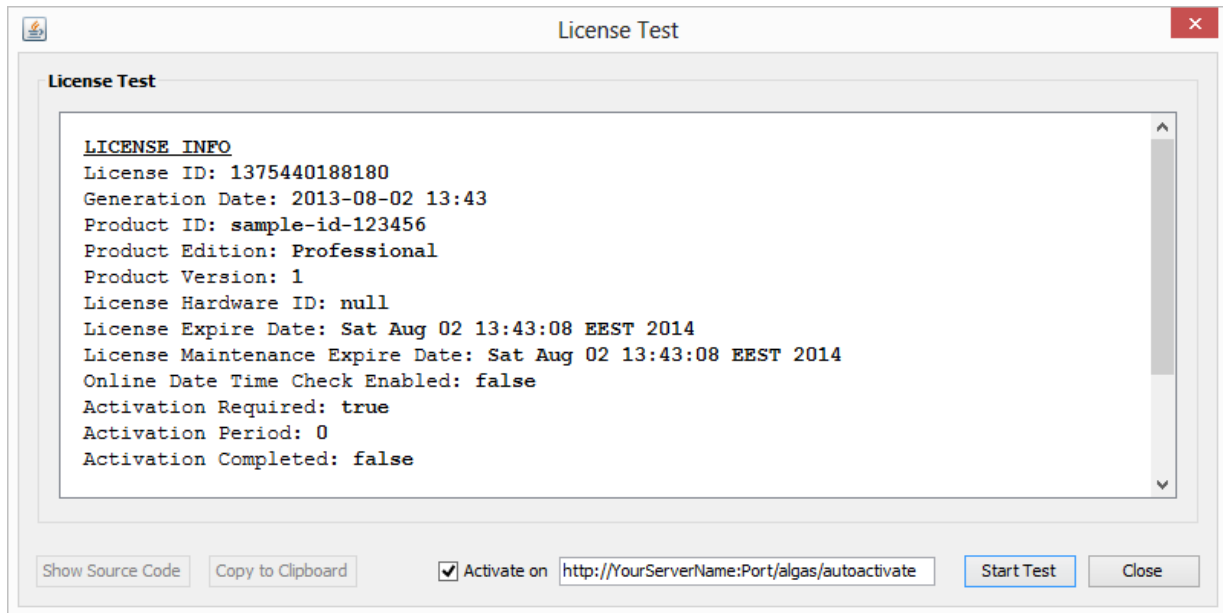 License Test
License Test
LICENSE INFO
License ID: 1375440188180
Generation Date: 2013-08-02 13:43
Product ID: sample-id-123456
Product Edition: Professional
Product Version: 1
License Hardware ID: null
License Expire Date: Sat Aug 02 13:43:08 EEST 2014
License Maintenance Expire Date: Sat Aug 02 13:43:08 EEST 2014
Online Date Time Check Enabled: false
Activation Required: true
Activation Period: 0
Activation Completed: false
Show Source Code Copy to Clipboard Activate on http://YourServerName:Port/algas/autoactivate Start Test Close